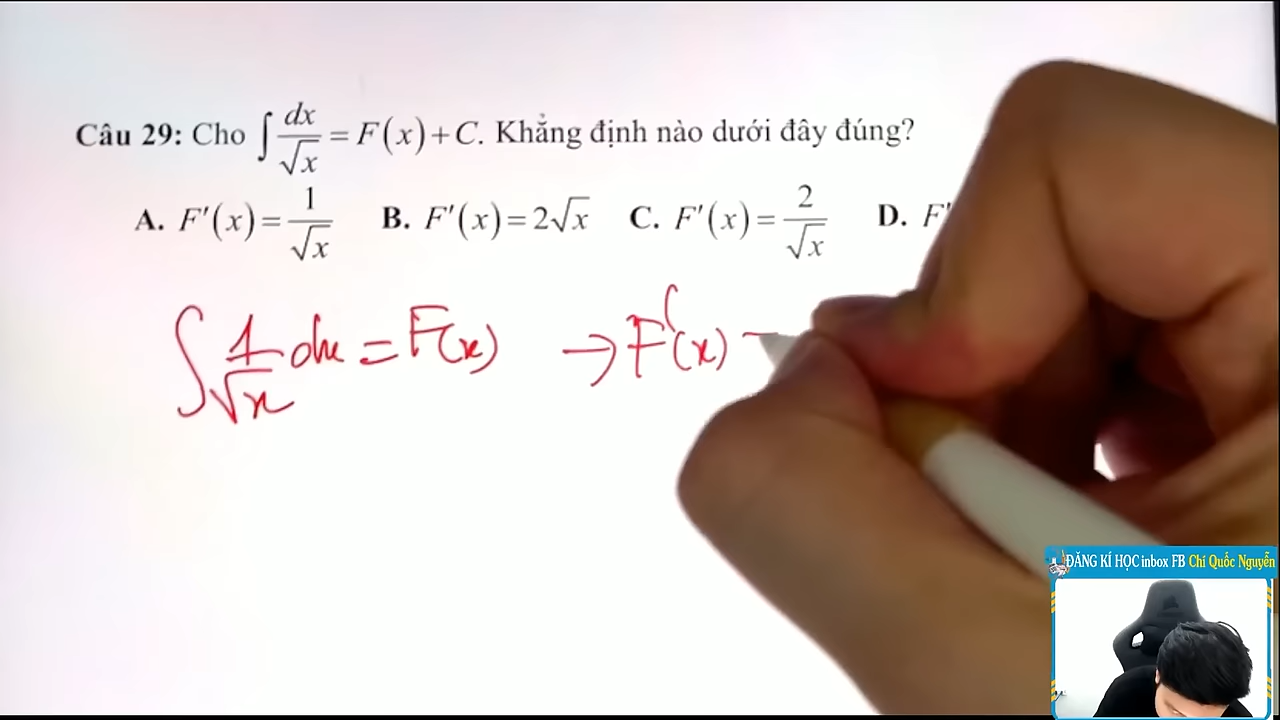 Câu 29: Cho ∫ dx/√x = F(x) + C. Khẳng định nào dưới đây đúng?
A. F'(x) = 1/√x B. F'(x) = 2√x C. F'(x) = 2/√x D. F'
∫ 1/√x dx = F(x) → F'(x) -
ĐĂNG KÍ HỌC inbox FB Chí Quốc Nguyễn